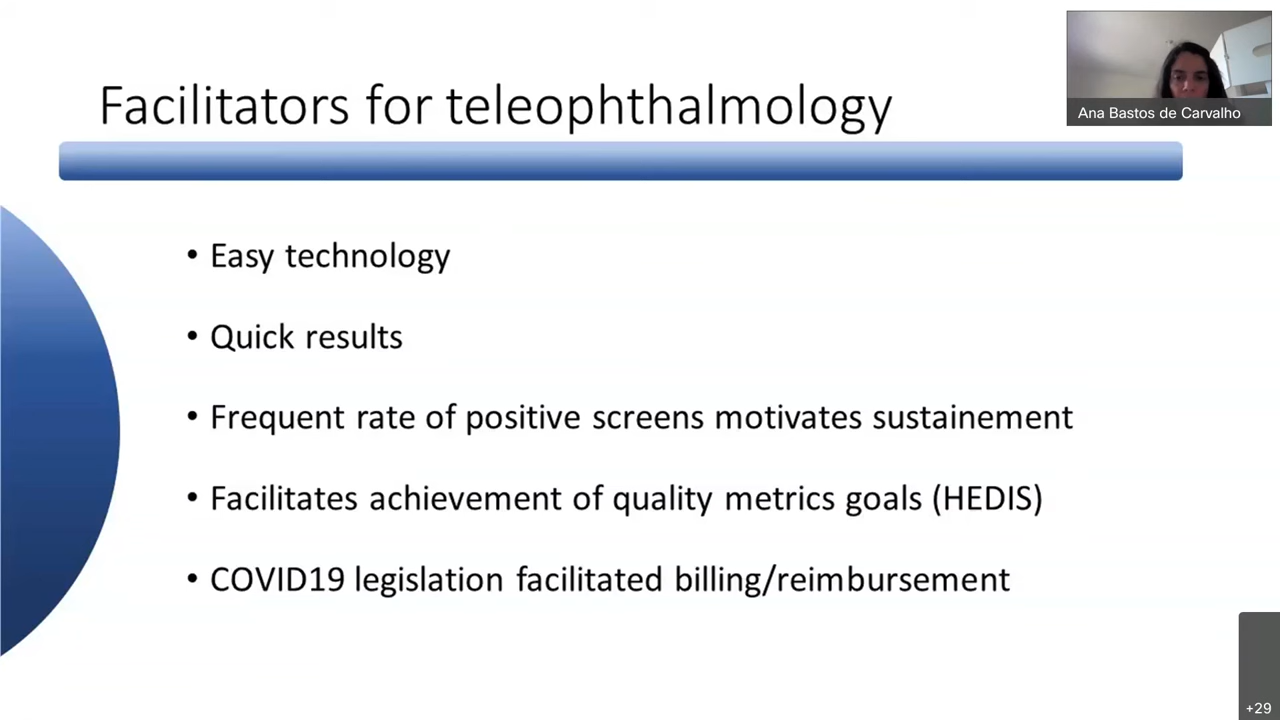 Facilitators for teleophthalmology
Ana Bastos de Carvalho
• Easy technology
• Quick results
• Frequent rate of positive screens motivates sustainement
• Facilitates achievement of quality metrics goals (HEDIS)
• COVID19 legislation facilitated billing/reimbursement
+29